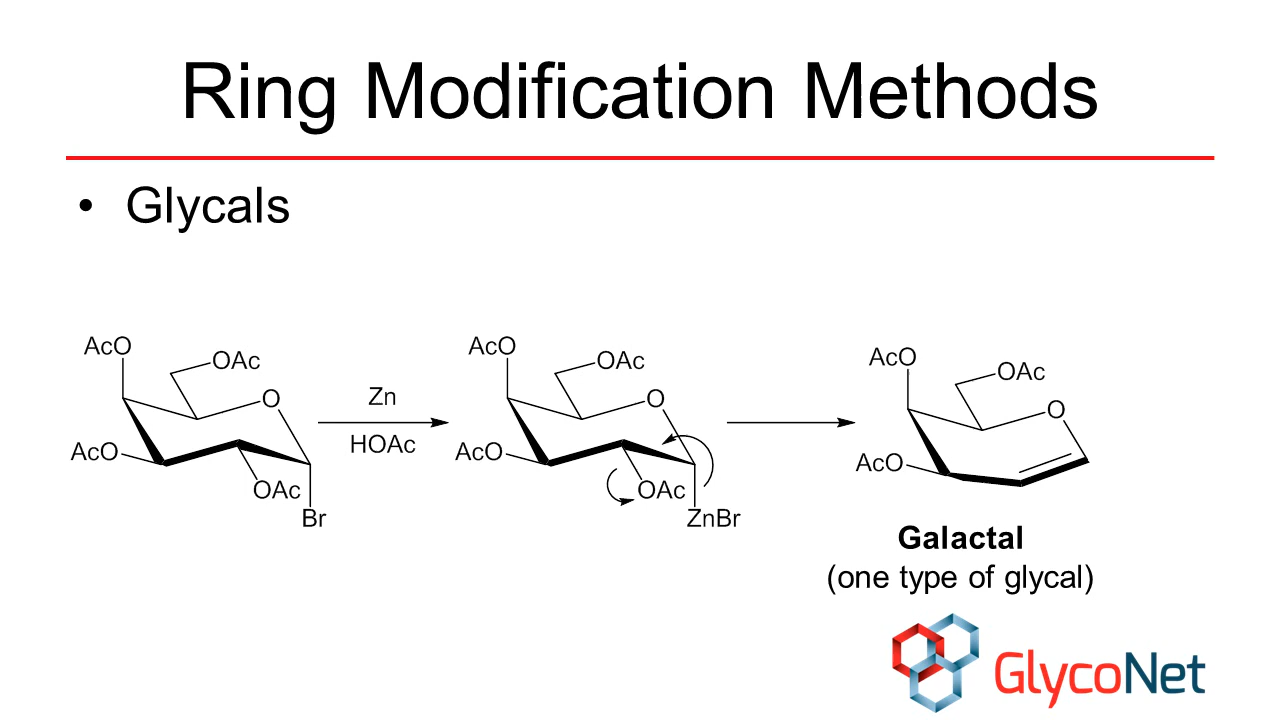 Ring Modification Methods
• Glycals
AcO
OAc
O
AcO
OAc
Br
Zn
HOAc
AcO
OAc
O
AcO
OAc
ZnBr
AcO
OAc
O
AcO
Galactal
(one type of glycal)
GlycoNet